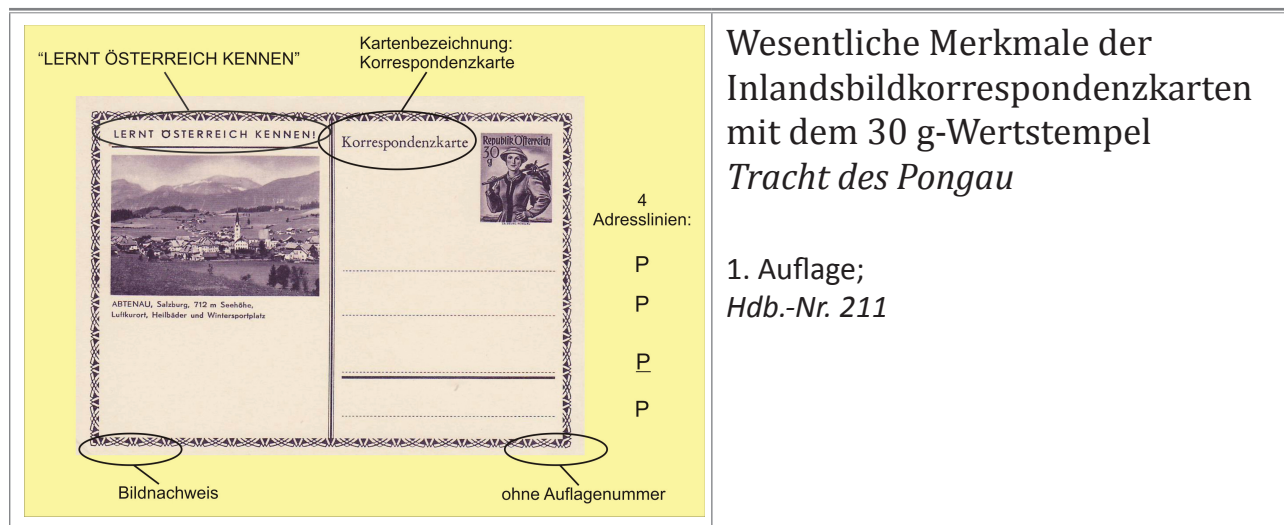 "LERNT ÖSTERREICH KENNEN"
Kartenbezeichnung:
Korrespondenzkarte
LERNT ÖSTERREICH KENNEN!
Korrespondenzkarte
Republik Österreich
30
g
ABTENAU, Salzburg, 712 m Seehöhe,
Luftkurort, Heilbäder und Wintersportplatz
4
Adresslinien:
P
P
P
P
Bildnachweis
ohne Auflagenummer
Wesentliche Merkmale der
Inlandsbildkorrespondenzkarten
mit dem 30 g-Wertstempel
Tracht des Pongau
1. Auflage;
Hdb.-Nr. 211